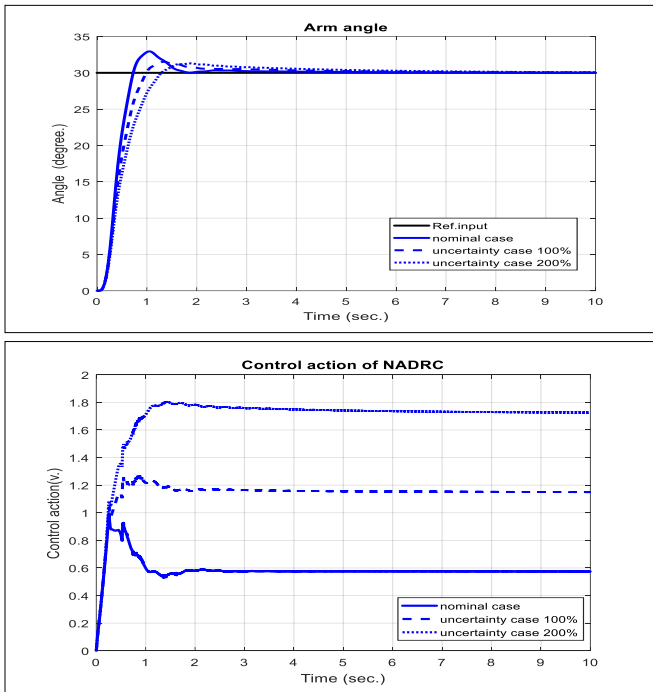 Arm angle
35
30
25
20
15
10
5
0
Angle (degree.)
Ref.input
nominal case
uncertainty case 100%
uncertainty case 200%
0 1 2 3 4 5 6 7 8 9 10
Time (sec.)
Control action of NADRC
2
1.8
1.6
1.4
1.2
1
0.8
0.6
0.4
0.2
0
Control action(v.)
nominal case
uncertainty case 100%
uncertainty case 200%
0 1 2 3 4 5 6 7 8 9 10
Time (sec.)